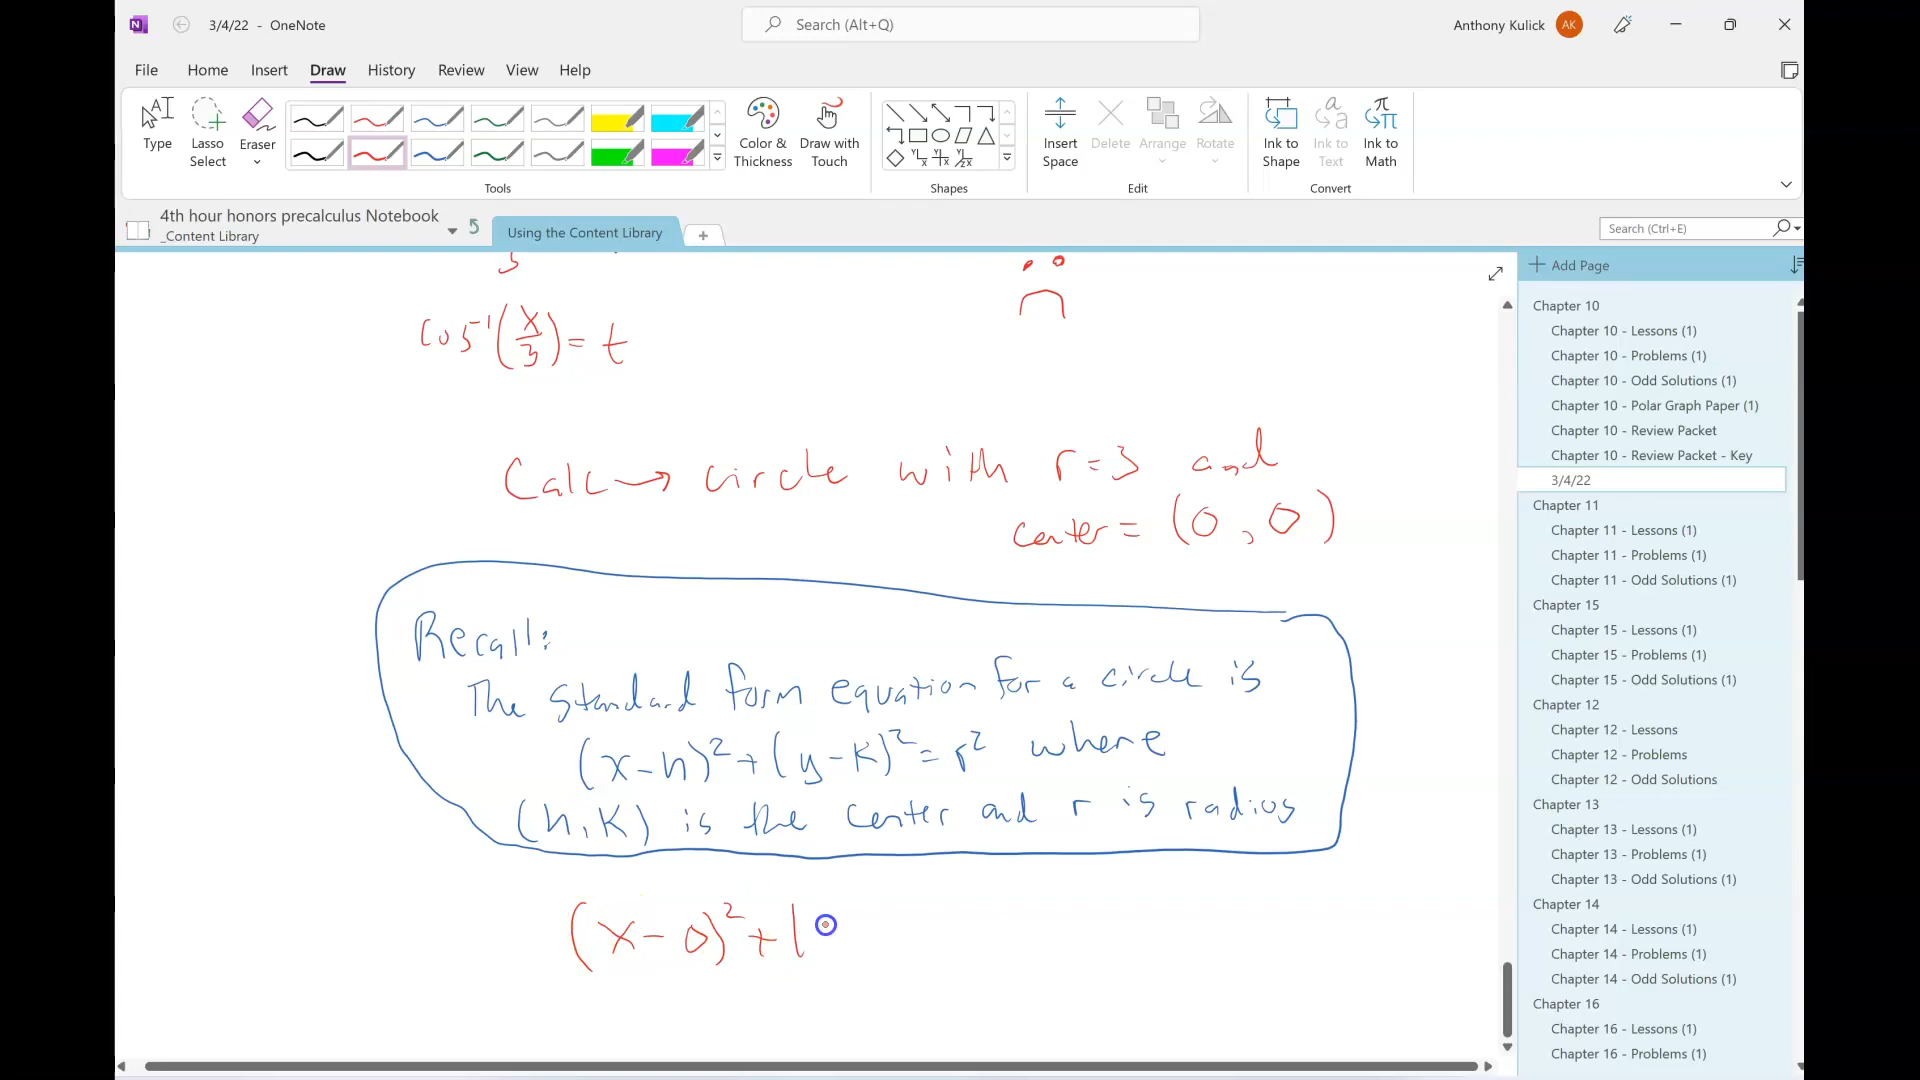 3/4/22 - OneNote
Search (Alt+Q)
Anthony Kulick AK
File Home Insert Draw History Review View Help
Type
Lasso Select
Eraser
Color & Thickness
Draw with Touch
Insert Space
Delete
Arrange
Rotate
Ink to Shape
Ink to Text
Ink to Math
Tools Shapes Edit Convert
4th hour honors precalculus Notebook
_Content Library
Using the Content Library
Search (Ctrl+E)
3
cos⁻¹(x/3) = t
Calc → circle with r=3 and
center = (0, 0)
Recall:
The standard form equation for a circle is
(x-h)²+(y-k)²=r² where
(h,k) is the center and r is radius
(x-0)²+(
Add Page
Chapter 10
Chapter 10 - Lessons (1)
Chapter 10 - Problems (1)
Chapter 10 - Odd Solutions (1)
Chapter 10 - Polar Graph Paper (1)
Chapter 10 - Review Packet
Chapter 10 - Review Packet - Key
3/4/22
Chapter 11
Chapter 11 - Lessons (1)
Chapter 11 - Problems (1)
Chapter 11 - Odd Solutions (1)
Chapter 15
Chapter 15 - Lessons (1)
Chapter 15 - Problems (1)
Chapter 15 - Odd Solutions (1)
Chapter 12
Chapter 12 - Lessons
Chapter 12 - Problems
Chapter 12 - Odd Solutions
Chapter 13
Chapter 13 - Lessons (1)
Chapter 13 - Problems (1)
Chapter 13 - Odd Solutions (1)
Chapter 14
Chapter 14 - Lessons (1)
Chapter 14 - Problems (1)
Chapter 14 - Odd Solutions (1)
Chapter 16
Chapter 16 - Lessons (1)
Chapter 16 - Problems (1)